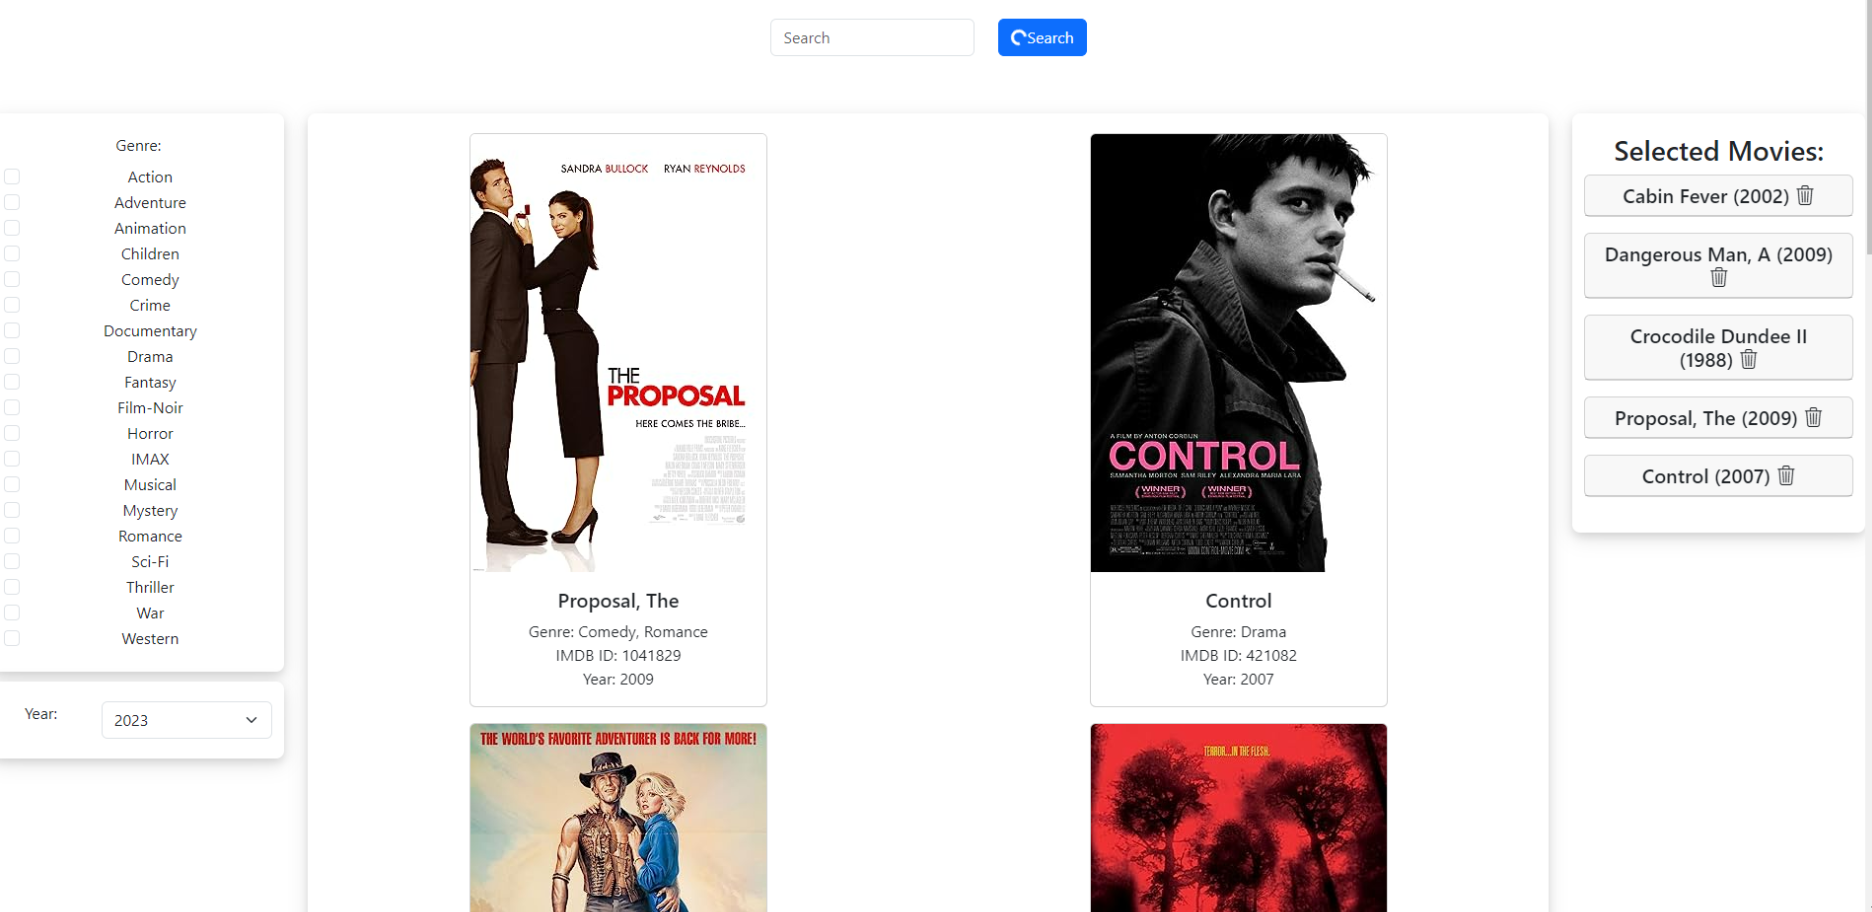 Search
Search
Genre:
Action
Adventure
Animation
Children
Comedy
Crime
Documentary
Drama
Fantasy
Film-Noir
Horror
IMAX
Musical
Mystery
Romance
Sci-Fi
Thriller
War
Western
Year:
2023
SANDRA BULLOCK RYAN REYNOLDS
THE
PROPOSAL
HERE COMES THE BRIBE...
Proposal, The
Genre: Comedy, Romance
IMDB ID: 1041829
Year: 2009
A FILM BY ANTON CORBIJN
CONTROL
SAMANTHA MORTON SAM RILEY ALEXANDRA MARIA LARA
WINNER
WINNER
Control
Genre: Drama
IMDB ID: 421082
Year: 2007
THE WORLD'S FAVORITE ADVENTURER IS BACK FOR MORE!
TERROR...IN THE FLESH.
Selected Movies:
Cabin Fever (2002)
Dangerous Man, A (2009)
Crocodile Dundee II
(1988)
Proposal, The (2009)
Control (2007)